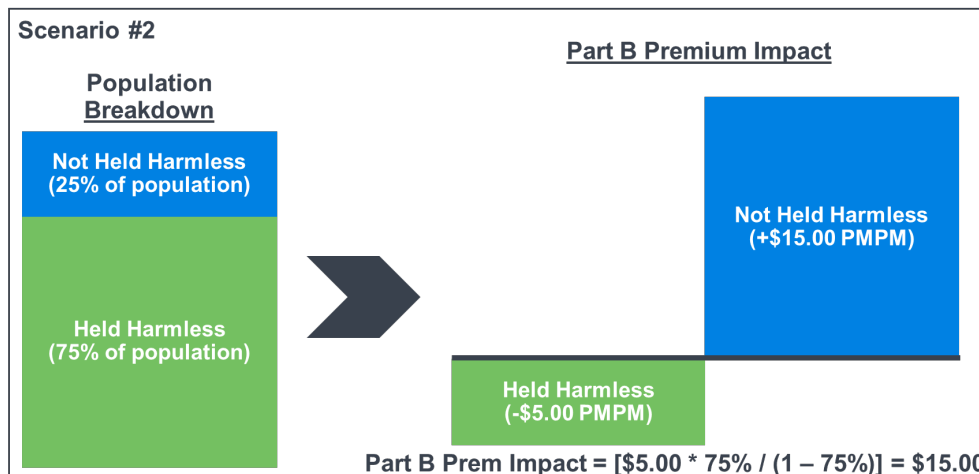 Scenario #2
Population
Breakdown
Not Held Harmless
(25% of population)
Held Harmless
(75% of population)
Part B Premium Impact
Not Held Harmless
(+$15.00 PMPM)
Held Harmless
(-$5.00 PMPM)
Part B Prem Impact = [$5.00 * 75% / (1 – 75%)] = $15.00